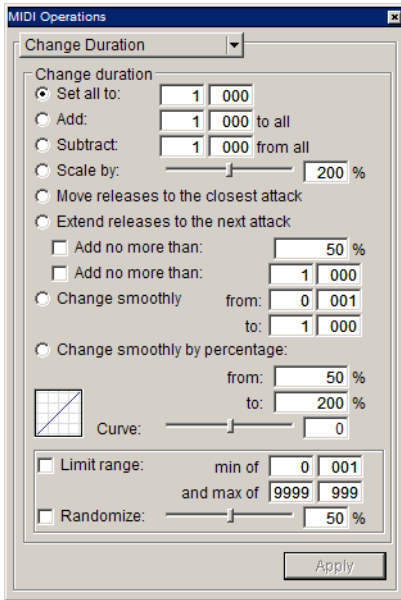 MIDI Operations
Change Duration
Change duration
Set all to: 1 000
Add: 1 000 to all
Subtract: 1 000 from all
Scale by: 200 %
Move releases to the closest attack
Extend releases to the next attack
Add no more than: 50 %
Add no more than: 1 000
Change smoothly from: 0 001
to: 1 000
Change smoothly by percentage:
from: 50 %
to: 200 %
Curve: 0
Limit range: min of 0 001
and max of 9999 999
Randomize: 50 %
Apply